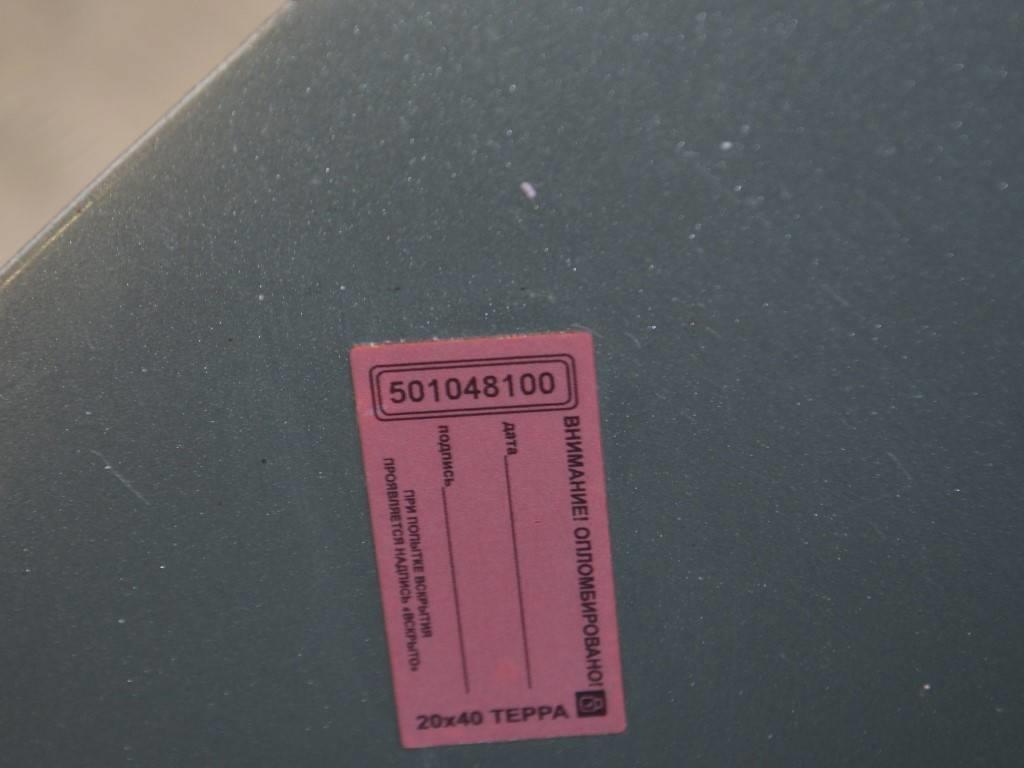 501048100
ВНИМАНИЕ! ОПЛОМБИРОВАНО!
дата
подпись
ПРИ ПОПЫТКЕ ВСКРЫТИЯ
ПРОЯВЛЯЕТСЯ НАДПИСЬ «ВСКРЫТО»
20х40 ТЕРРА